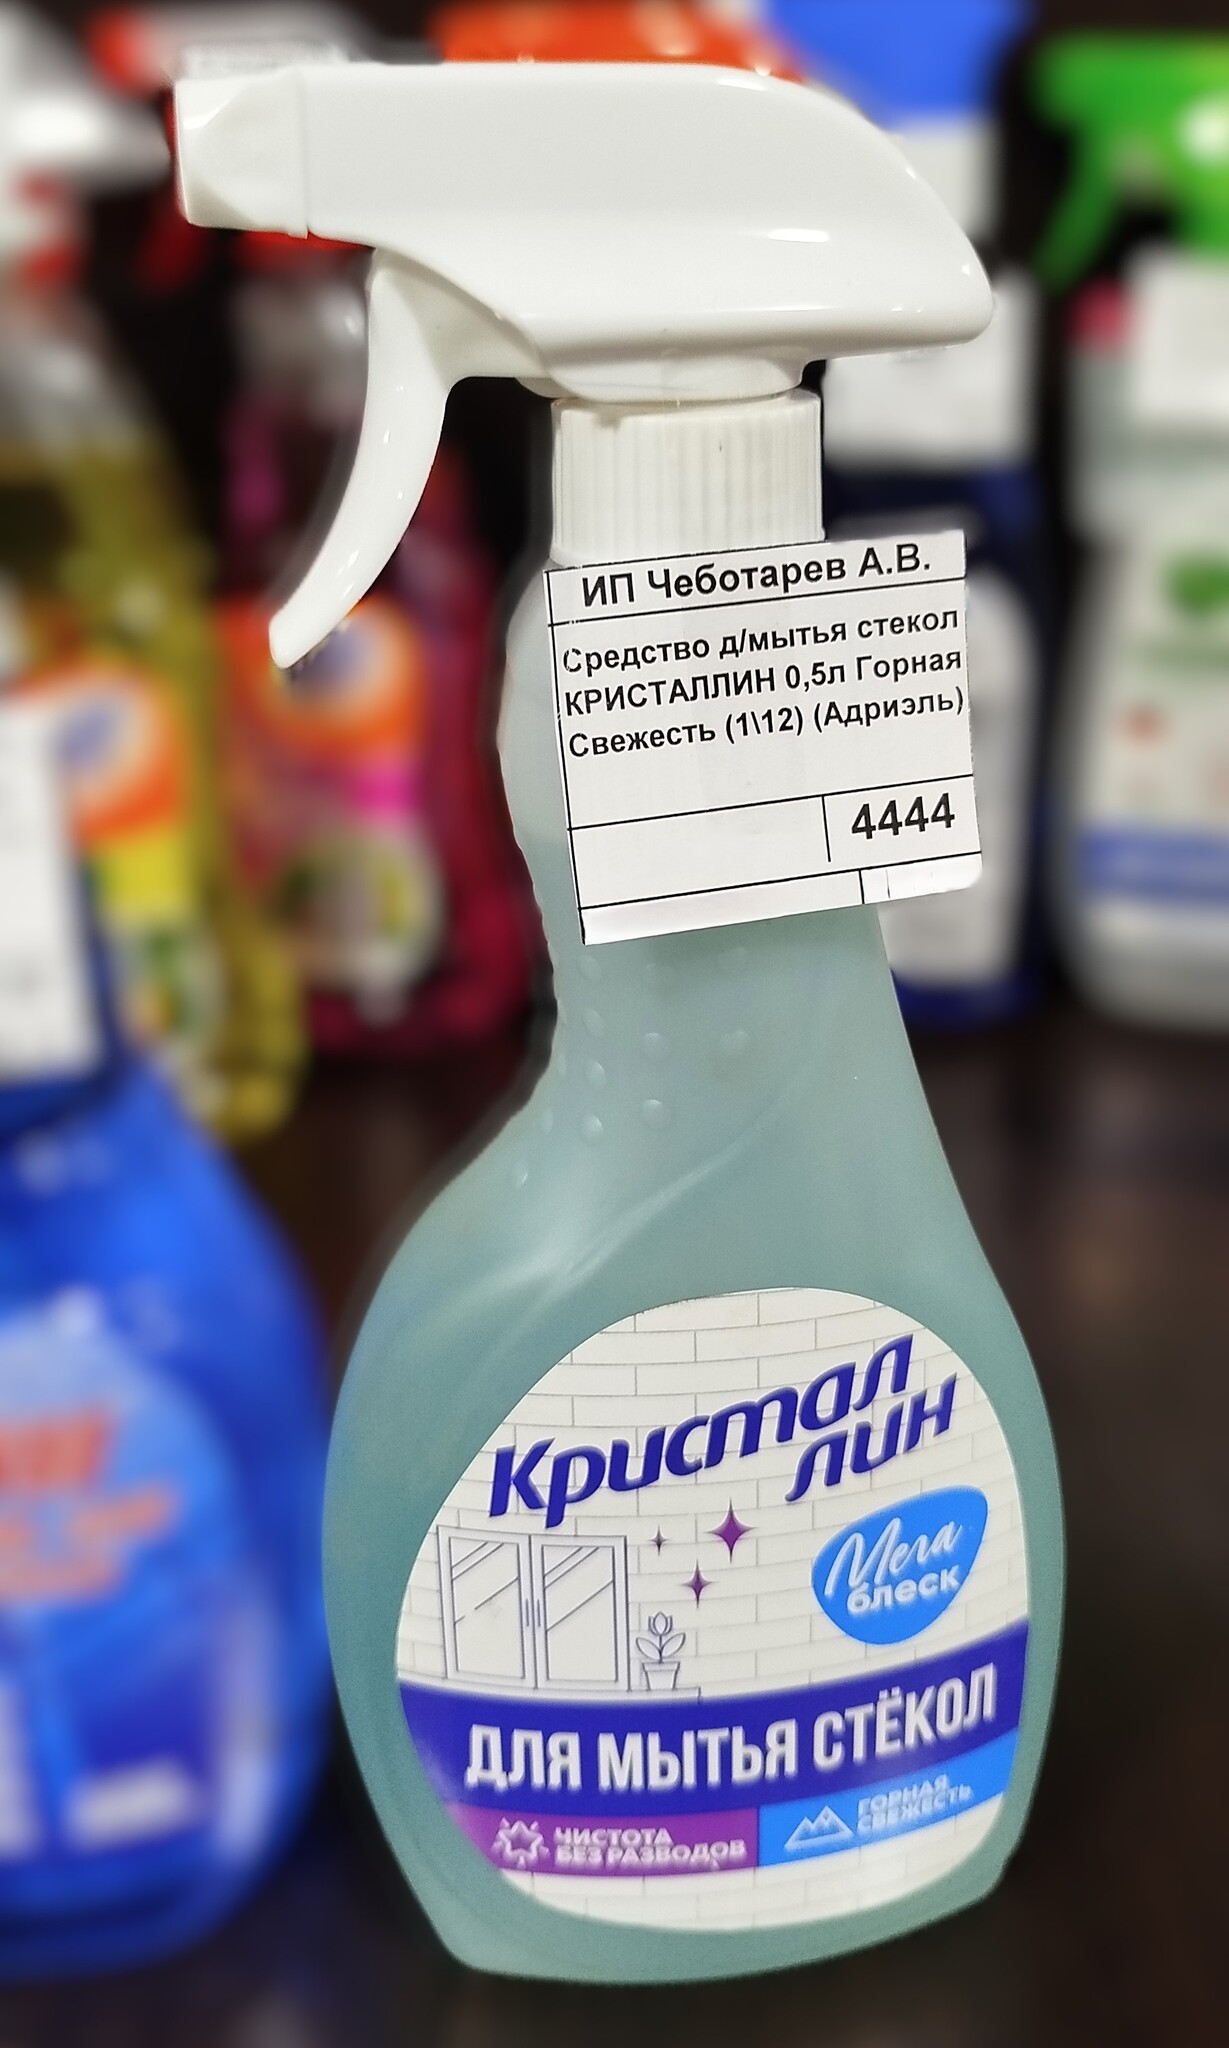 ИП Чеботарев А.В.
Средство д/мытья стекол
КРИСТАЛЛИН 0,5л Горная
Свежесть (1\12) (Адриэль)
4444
Кристал
лин
Мега
блеск
ДЛЯ МЫТЬЯ СТЁКОЛ
ЧИСТОТА
БЕЗ РАЗВОДОВ
ГОРНАЯ
СВЕЖЕСТЬ